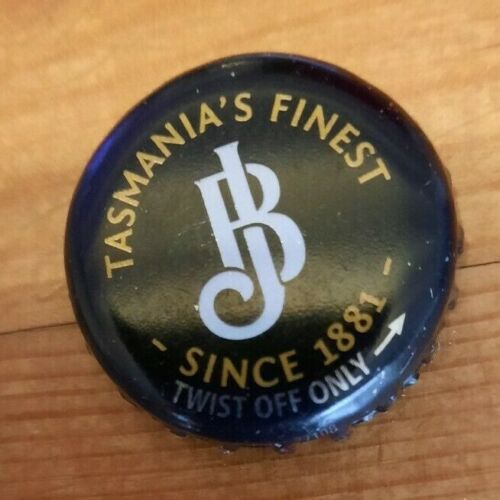 TASMANIA'S FINEST
JB
- SINCE 1881 -
TWIST OFF ONLY →